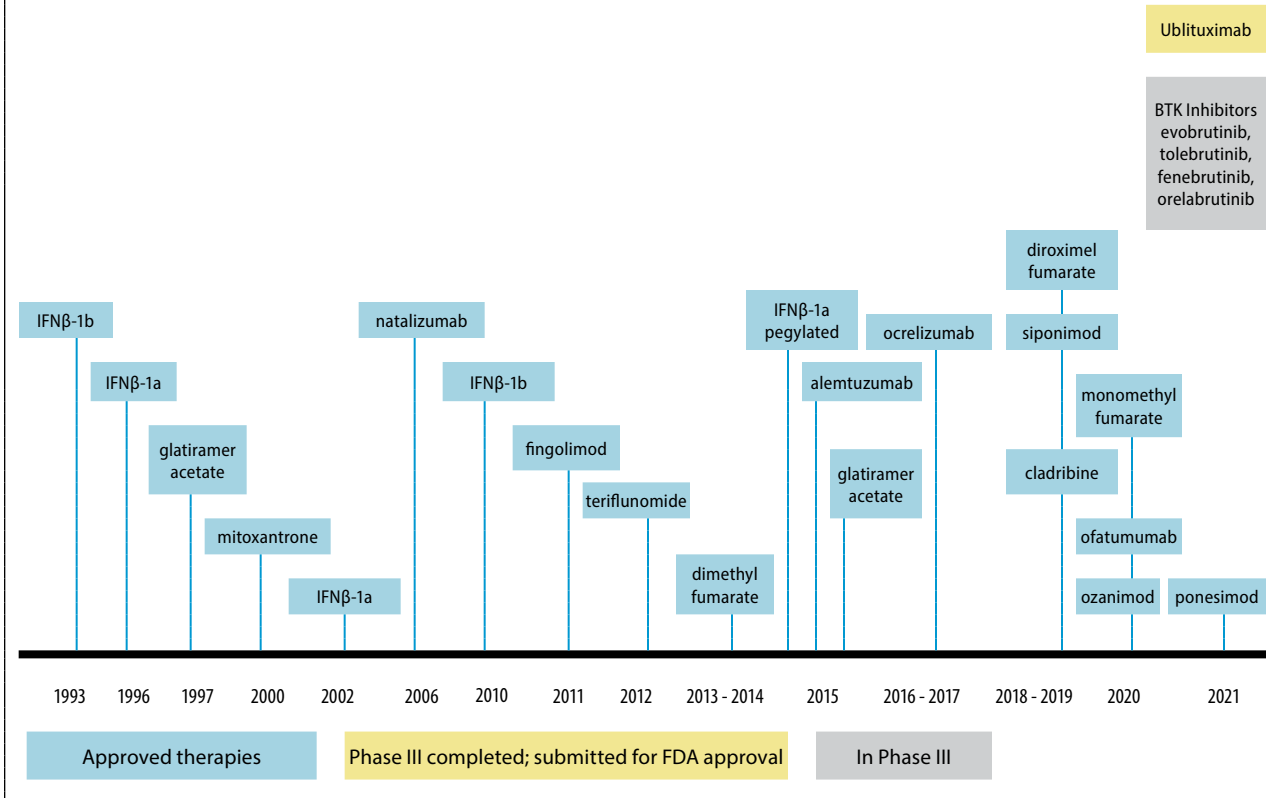 Ublituximab
BTK Inhibitors
evobrutinib,
tolebrutinib,
fenebrutinib,
orelabrutinib
diroximel
fumarate
IFNβ-1b
natalizumab
IFNβ-1a
pegylated
ocrelizumab
siponimod
IFNβ-1a
IFNβ-1b
alemtuzumab
monomethyl
fumarate
glatiramer
acetate
fingolimod
glatiramer
acetate
cladribine
teriflunomide
mitoxantrone
ofatumumab
dimethyl
fumarate
IFNβ-1a
ozanimod
ponesimod
1993
1996
1997
2000
2002
2006
2010
2011
2012
2013 - 2014
2015
2016 - 2017
2018 - 2019
2020
2021
Approved therapies
Phase III completed; submitted for FDA approval
In Phase III